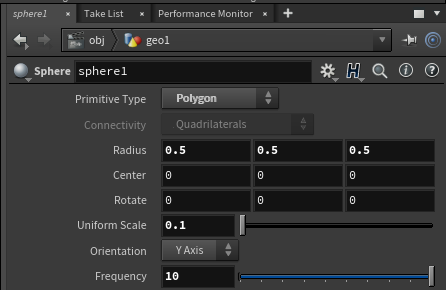 sphere1 × Take List × Performance Monitor × +
obj geo1
Sphere sphere1
Primitive Type Polygon
Connectivity Quadrilaterals
Radius 0.5 0.5 0.5
Center 0 0 0
Rotate 0 0 0
Uniform Scale 0.1
Orientation Y Axis
Frequency 10